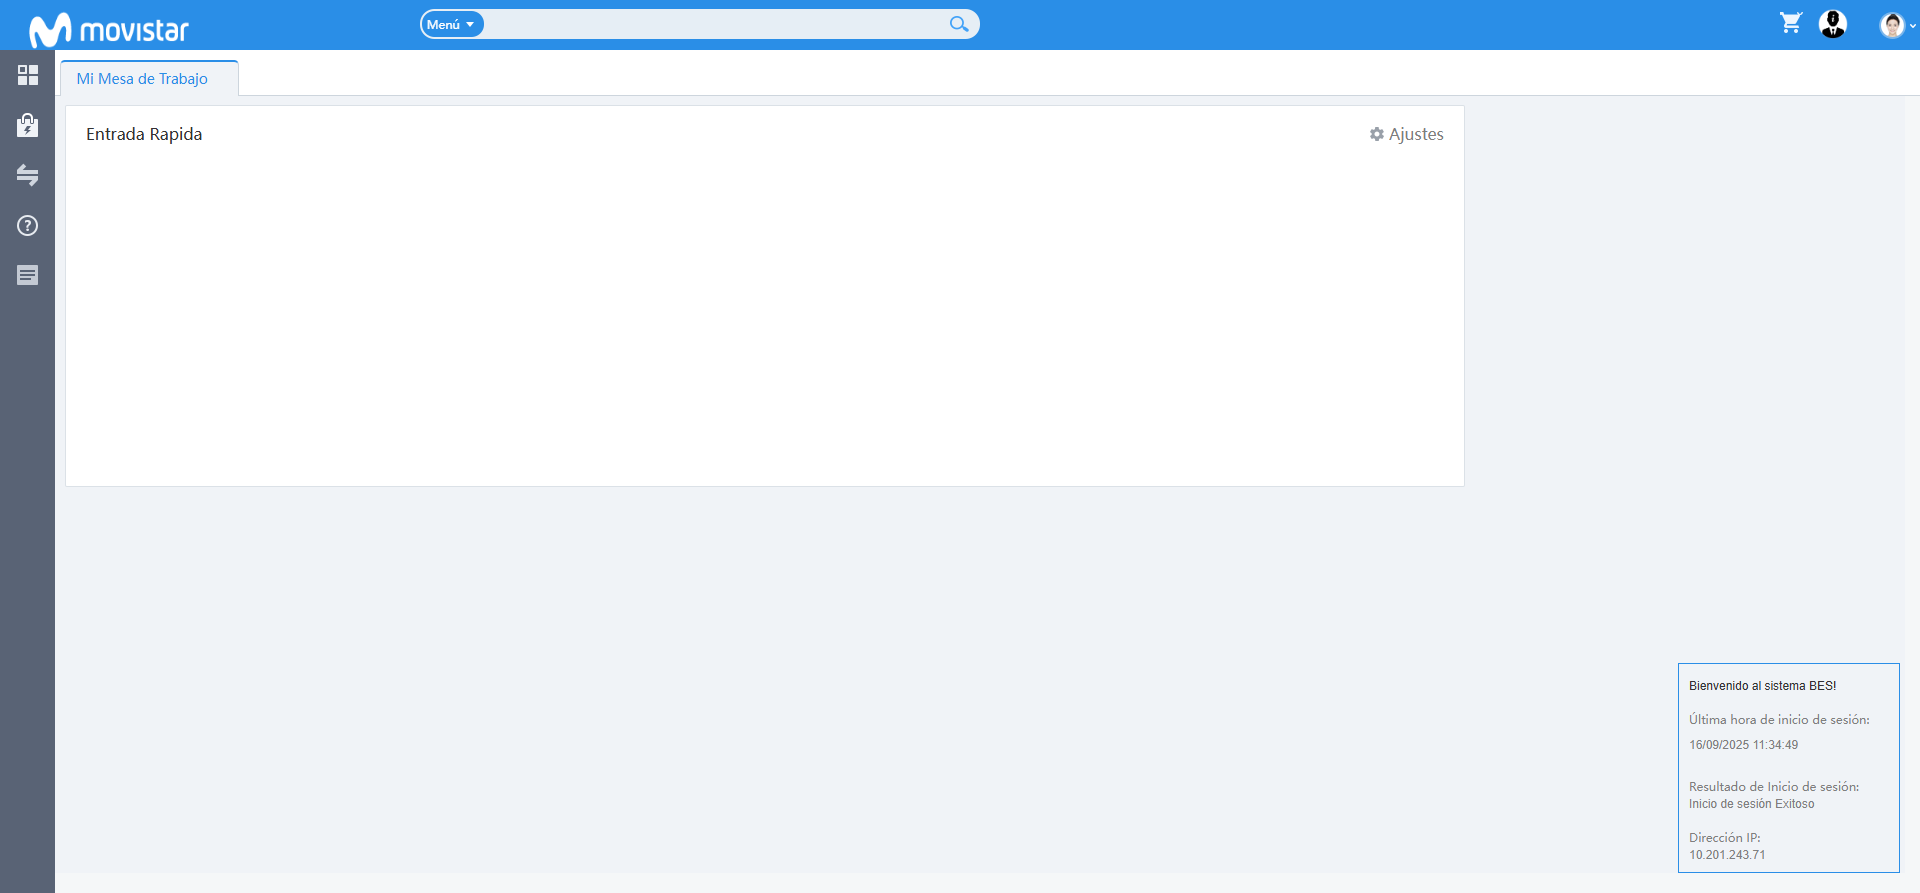 movistar
Menú
Mi Mesa de Trabajo
Entrada Rapida
Ajustes
Bienvenido al sistema BES!
Última hora de inicio de sesión:
16/09/2025 11:34:49
Resultado de Inicio de sesión:
Inicio de sesión Exitoso
Dirección IP:
10.201.243.71